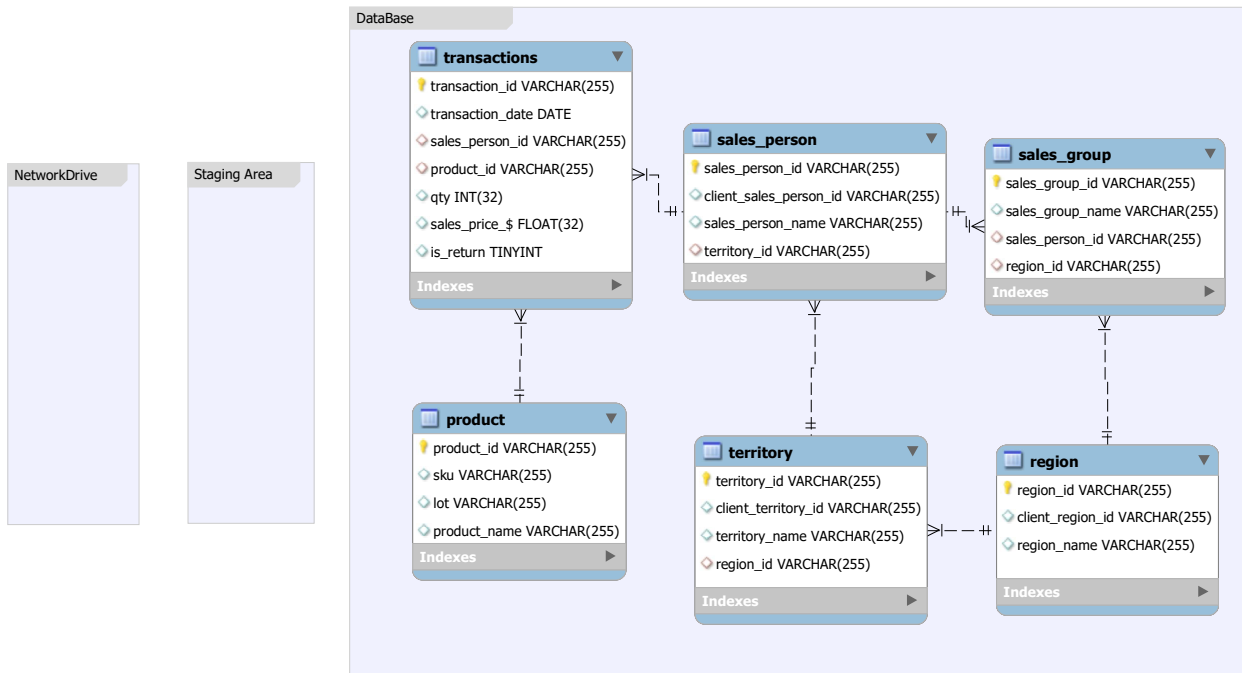 DataBase
transactions
transaction_id VARCHAR(255)
transaction_date DATE
sales_person_id VARCHAR(255)
product_id VARCHAR(255)
qty INT(32)
sales_price_$ FLOAT(32)
is_return TINYINT
Indexes
sales_person
sales_person_id VARCHAR(255)
client_sales_person_id VARCHAR(255)
sales_person_name VARCHAR(255)
territory_id VARCHAR(255)
Indexes
sales_group
sales_group_id VARCHAR(255)
sales_group_name VARCHAR(255)
sales_person_id VARCHAR(255)
region_id VARCHAR(255)
Indexes
NetworkDrive
Staging Area
product
product_id VARCHAR(255)
sku VARCHAR(255)
lot VARCHAR(255)
product_name VARCHAR(255)
Indexes
territory
territory_id VARCHAR(255)
client_territory_id VARCHAR(255)
territory_name VARCHAR(255)
region_id VARCHAR(255)
Indexes
region
region_id VARCHAR(255)
client_region_id VARCHAR(255)
region_name VARCHAR(255)
Indexes